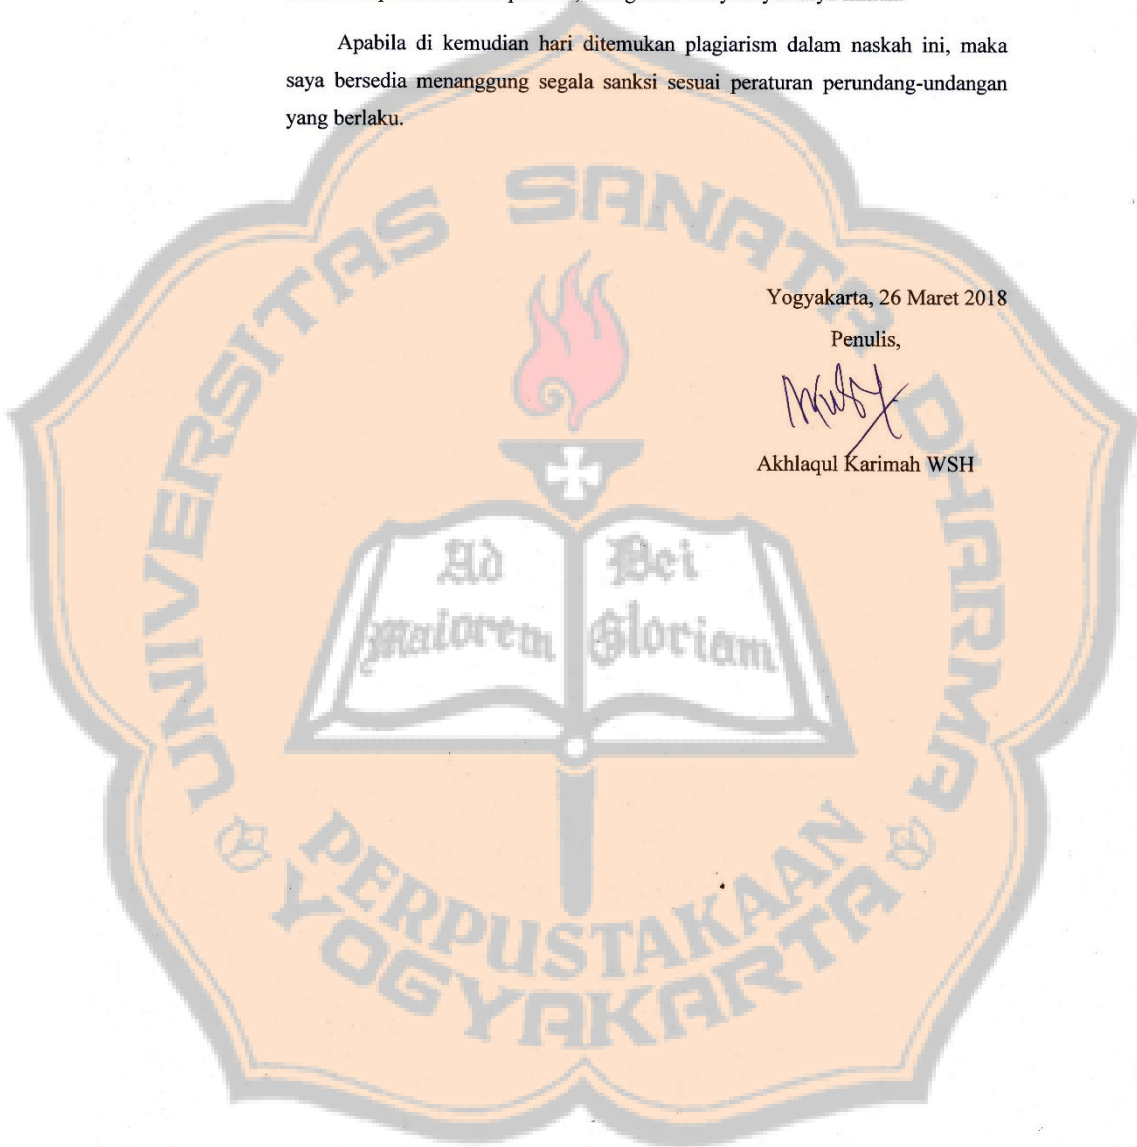 Apabila di kemudian hari ditemukan plagiarism dalam naskah ini, maka
saya bersedia menanggung segala sanksi sesuai peraturan perundang-undangan
yang berlaku.
UNIVERSITAS SANATA DHARMA
Yogyakarta, 26 Maret 2018
Penulis,
Akhlaqul Karimah WSH
Ad Dei
maiorem Gloriam
PERPUSTAKAAN
YOGYAKARTA